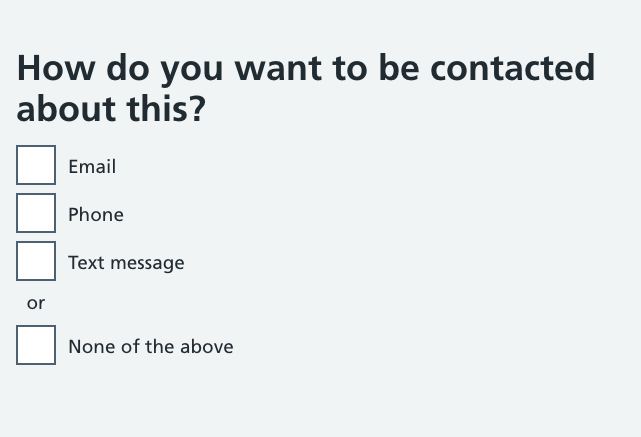 How do you want to be contacted
about this?
Email
Phone
Text message
or
None of the above